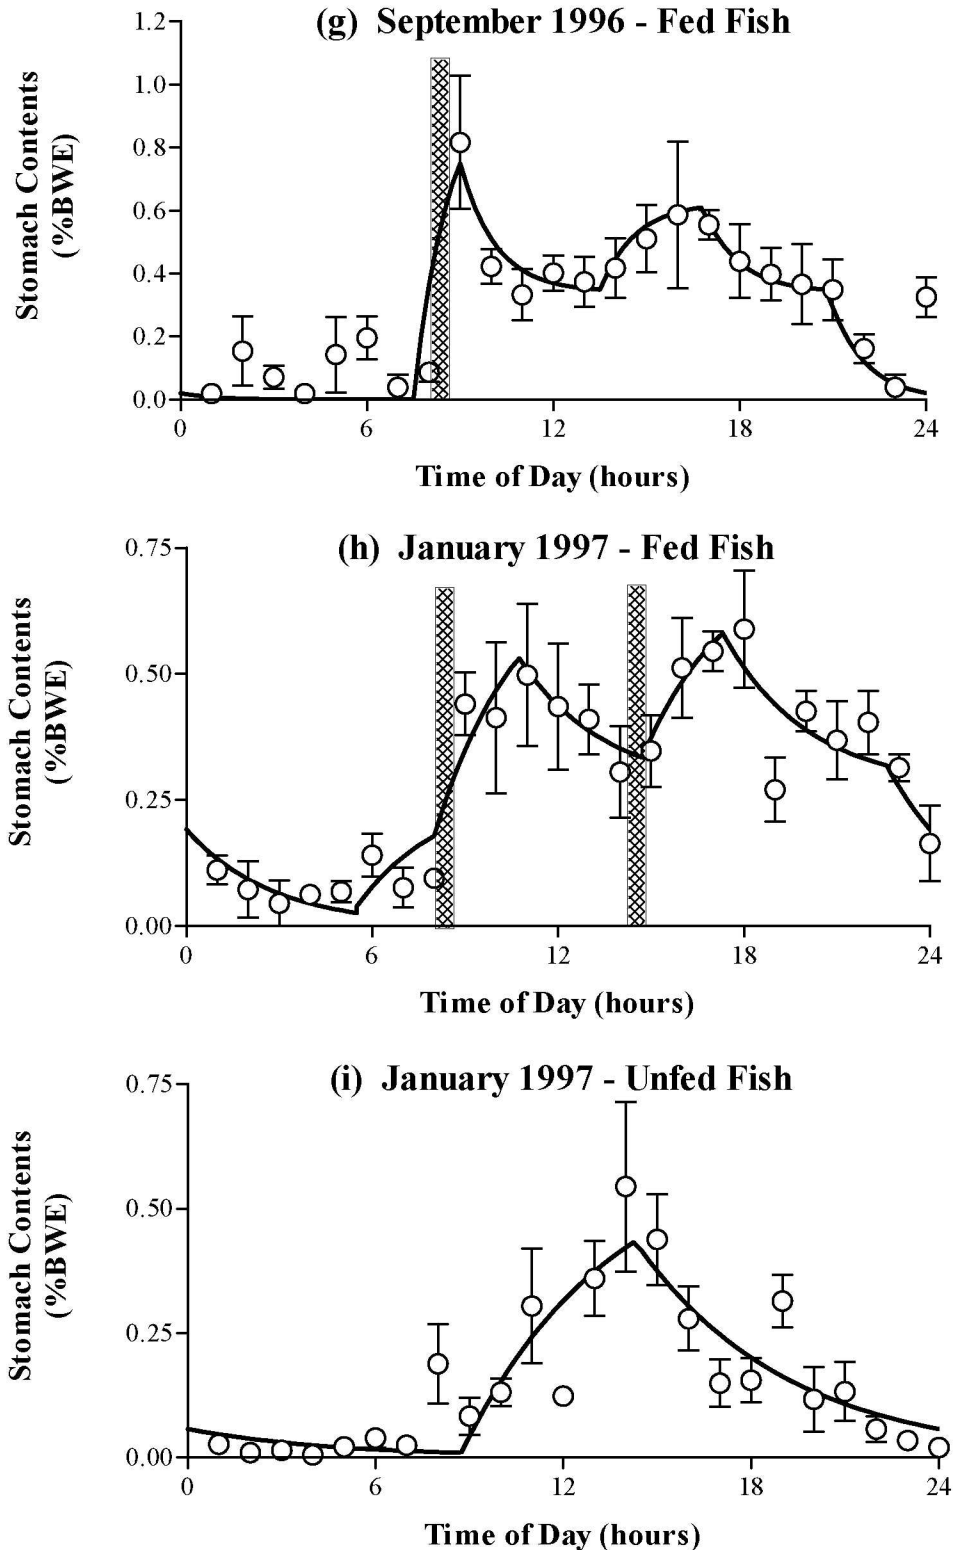 (g) September 1996 - Fed Fish
Stomach Contents
(%BWE)
1.2
1.0
0.8
0.6
0.4
0.2
0.0
0 6 12 18 24
Time of Day (hours)
(h) January 1997 - Fed Fish
Stomach Contents
(%BWE)
0.75
0.50
0.25
0.00
0 6 12 18 24
Time of Day (hours)
(i) January 1997 - Unfed Fish
Stomach Contents
(%BWE)
0.75
0.50
0.25
0.00
0 6 12 18 24
Time of Day (hours)